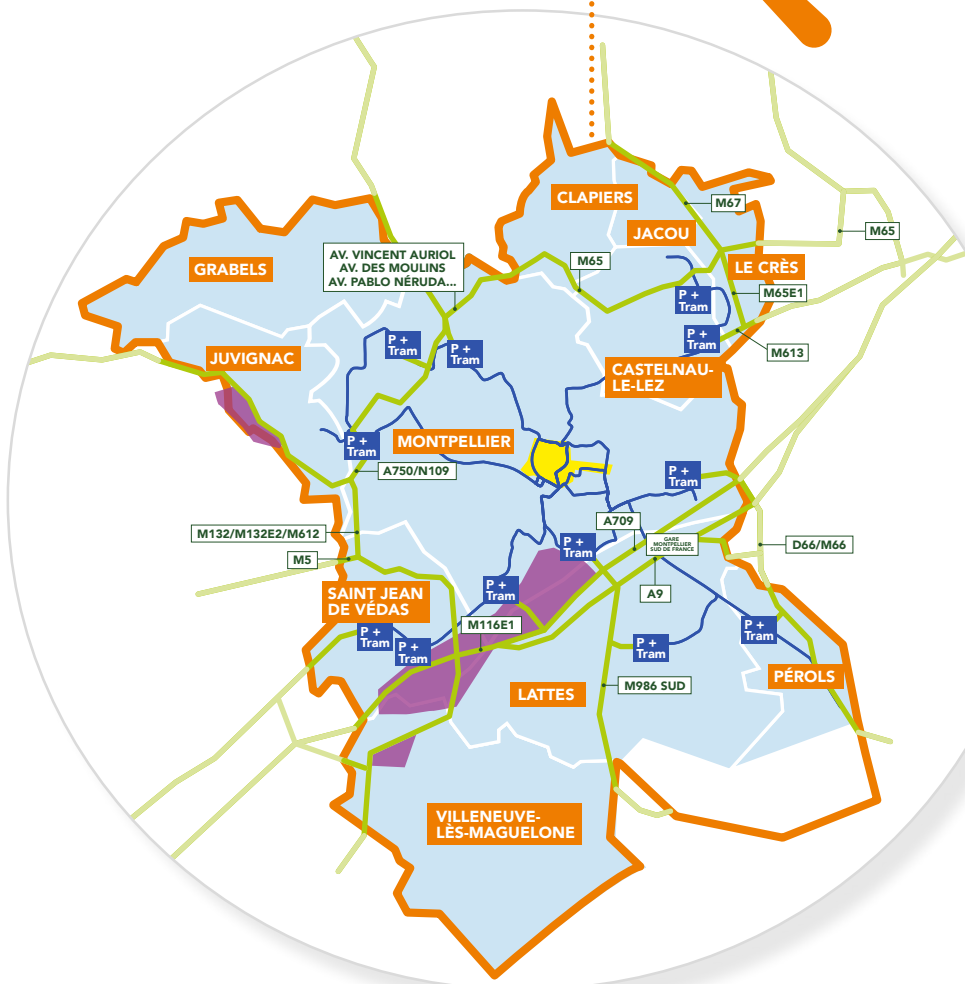 CLAPIERS
M67
JACOU
M65
AV. VINCENT AURIOL
AV. DES MOULINS
AV. PABLO NÉRUDA...
M65
GRABELS
LE CRÈS
M65E1
P +
Tram
P +
Tram
M613
P +
Tram
P +
Tram
JUVIGNAC
CASTELNAU-
LE-LEZ
MONTPELLIER
P +
Tram
A750/N109
P +
Tram
A709
M132/M132E2/M612
GARE
MONTPELLIER
SUD DE FRANCE
D66/M66
P +
Tram
M5
A9
P +
Tram
SAINT JEAN
DE VÉDAS
M116E1
P +
Tram
P +
Tram
P +
Tram
P +
Tram
PÉROLS
LATTES
M986 SUD
VILLENEUVE-
LÈS-MAGUELONE